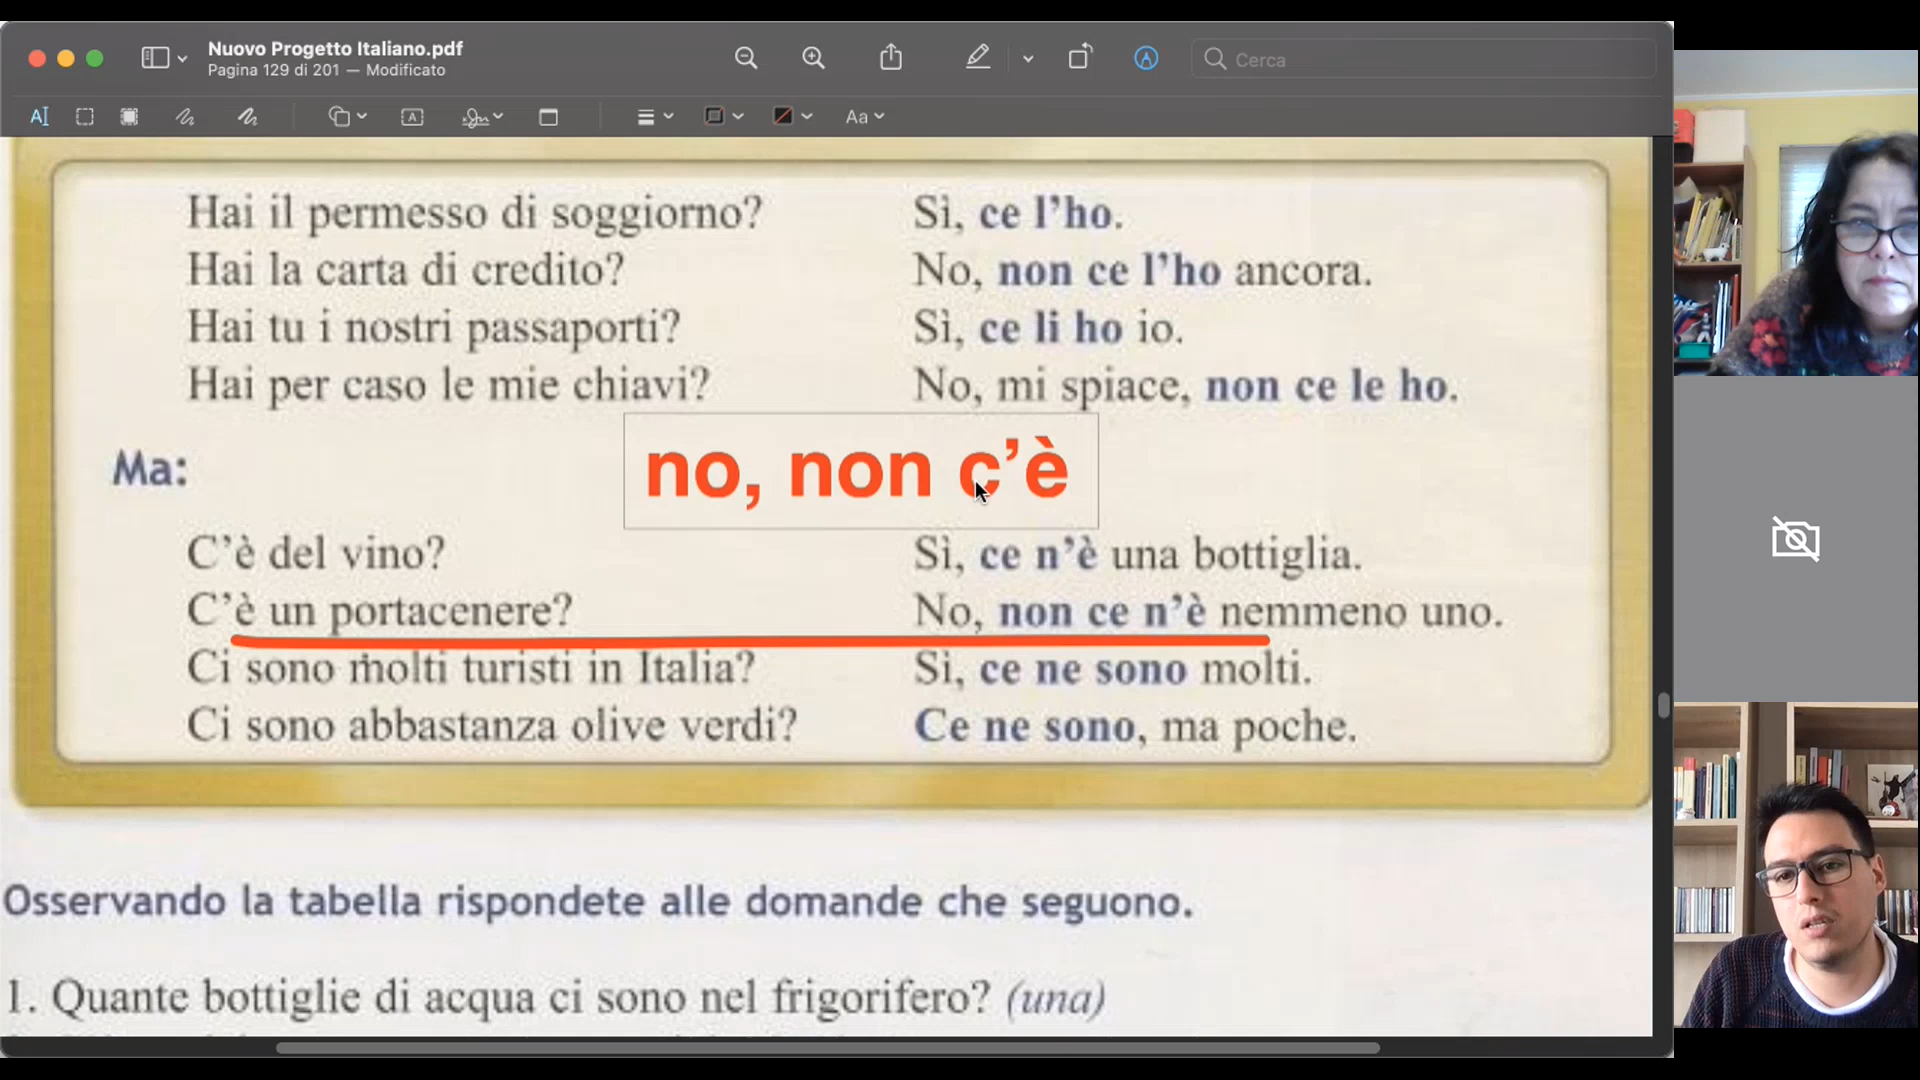 Nuovo Progetto Italiano.pdf
Pagina 129 di 201 — Modificato
Cerca
Aa
Hai il permesso di soggiorno? Sì, ce l’ho.
Hai la carta di credito? No, non ce l’ho ancora.
Hai tu i nostri passaporti? Sì, ce li ho io.
Hai per caso le mie chiavi? No, mi spiace, non ce le ho.
Ma:
no, non c’è
C’è del vino? Sì, ce n’è una bottiglia.
C’è un portacenere? No, non ce n’è nemmeno uno.
Ci sono molti turisti in Italia? Sì, ce ne sono molti.
Ci sono abbastanza olive verdi? Ce ne sono, ma poche.
Osservando la tabella rispondete alle domande che seguono.
1. Quante bottiglie di acqua ci sono nel frigorifero? (una)